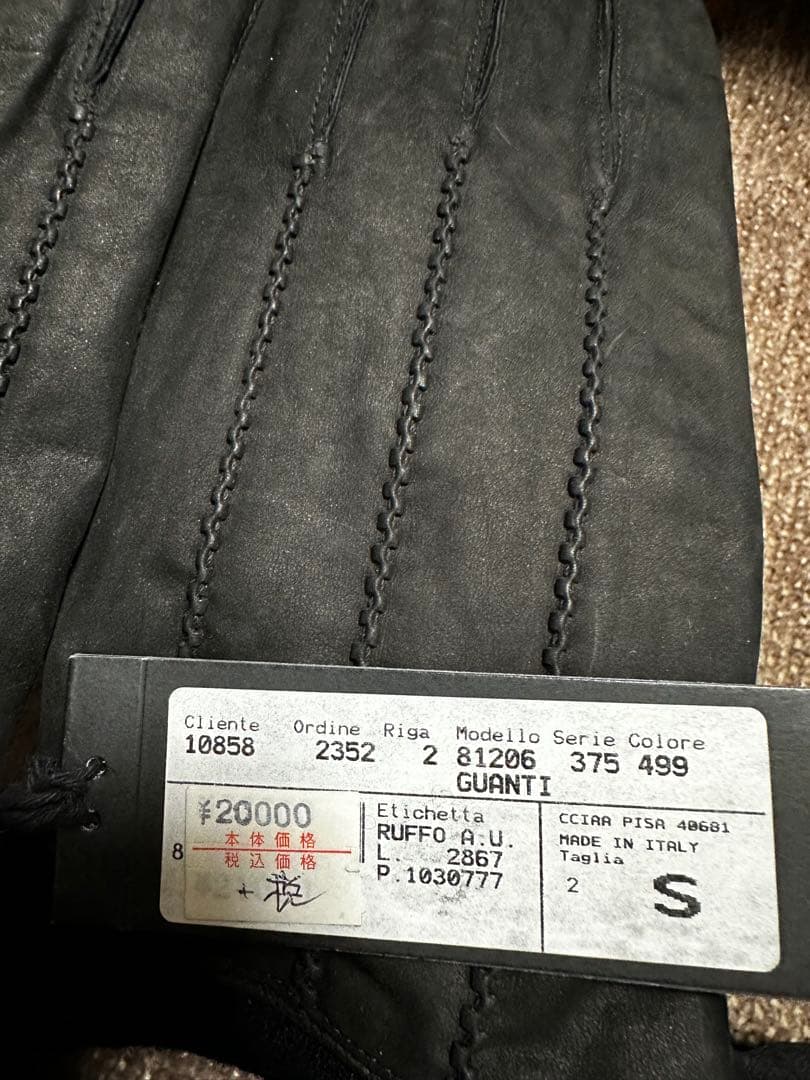 Cliente Ordine Riga Modello Serie Colore
10858 2352 2 81206 375 499
GUANTI
¥20000
本体価格
税込価格
+税
8
Etichetta
RUFFO A.U.
L. 2867
P.1030777
CCIAA PISA 40681
MADE IN ITALY
Taglia
2 S